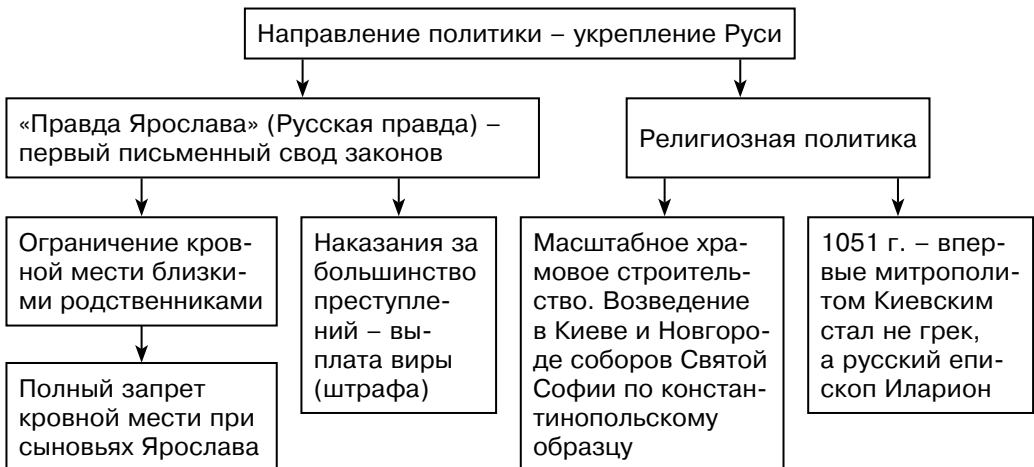 Направление политики – укрепление Руси
«Правда Ярослава» (Русская правда) –
первый письменный свод законов
Религиозная политика
Ограничение кров-
ной мести близки-
ми родственниками
Наказания за
большинство
преступле-
ний – вы-
плата виры
(штрафа)
Масштабное хра-
мовое строитель-
ство. Возведение
в Киеве и Новгоро-
де соборов Святой
Софии по констан-
тинопольскому
образцу
1051 г. – впер-
вые митрополи-
том Киевским
стал не грек,
а русский епи-
скоп Иларион
Полный запрет
кровной мести при
сыновьях Ярослава